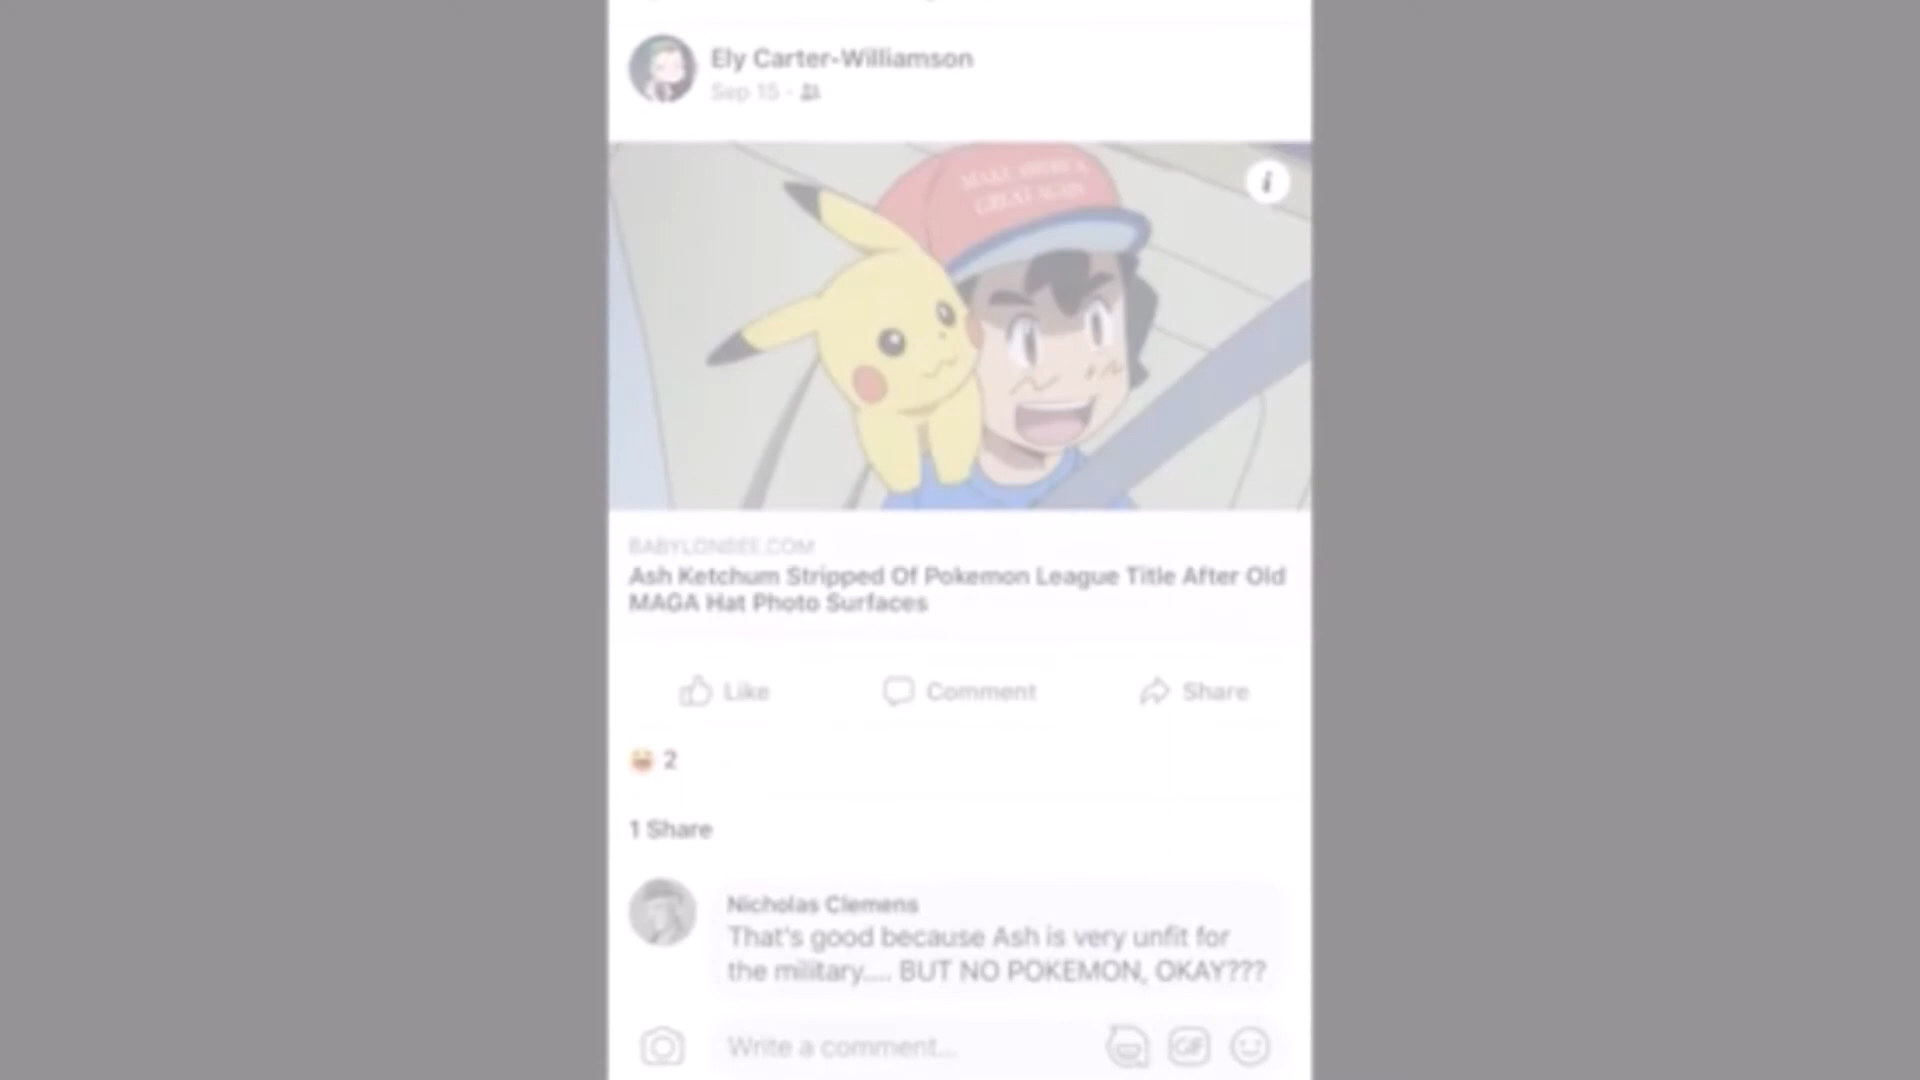 Ely Carter-Williamson
Sep 15 ·
MAKE AMERICA
GREAT AGAIN
BABYLONBEE.COM
Ash Ketchum Stripped Of Pokemon League Title After Old
MAGA Hat Photo Surfaces
Like Comment Share
2
1 Share
Nicholas Clemens
That's good because Ash is very unfit for
the military.... BUT NO POKEMON, OKAY???
Write a comment... GIF